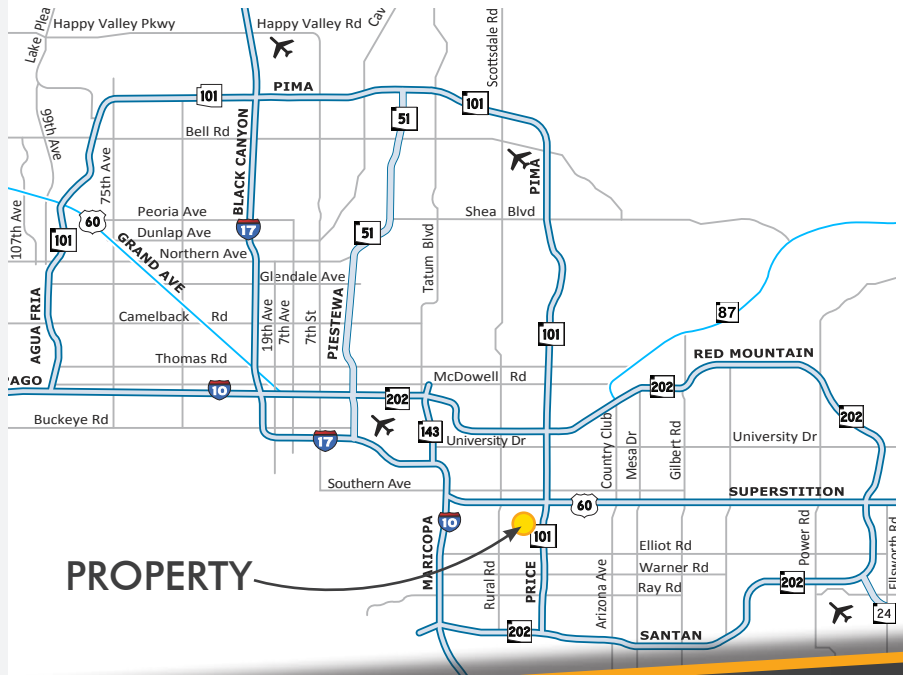 Happy Valley Pkwy
Happy Valley Rd
Lake Plea
Cav
Scottsdale Rd
PIMA
101
101
51
99th Ave
Bell Rd
BLACK CANYON
75th Ave
PIMA
107th Ave
60
Peoria Ave
Shea Blvd
Dunlap Ave
17
51
101
GRAND AVE
Northern Ave
Tatum Blvd
Glendale Ave
AGUA FRIA
Camelback Rd
19th Ave
7th Ave
7th St
PIESTEWA
87
101
Thomas Rd
RED MOUNTAIN
PAGO
10
McDowell Rd
202
202
202
Buckeye Rd
143
17
University Dr
Country Club
Mesa Dr
Gilbert Rd
University Dr
Southern Ave
SUPERSTITION
60
10
MARICOPA
101
Power Rd
Ellsworth Rd
Elliot Rd
PROPERTY
Warner Rd
Rural Rd
PRICE
Arizona Ave
Ray Rd
202
24
202
SANTAN